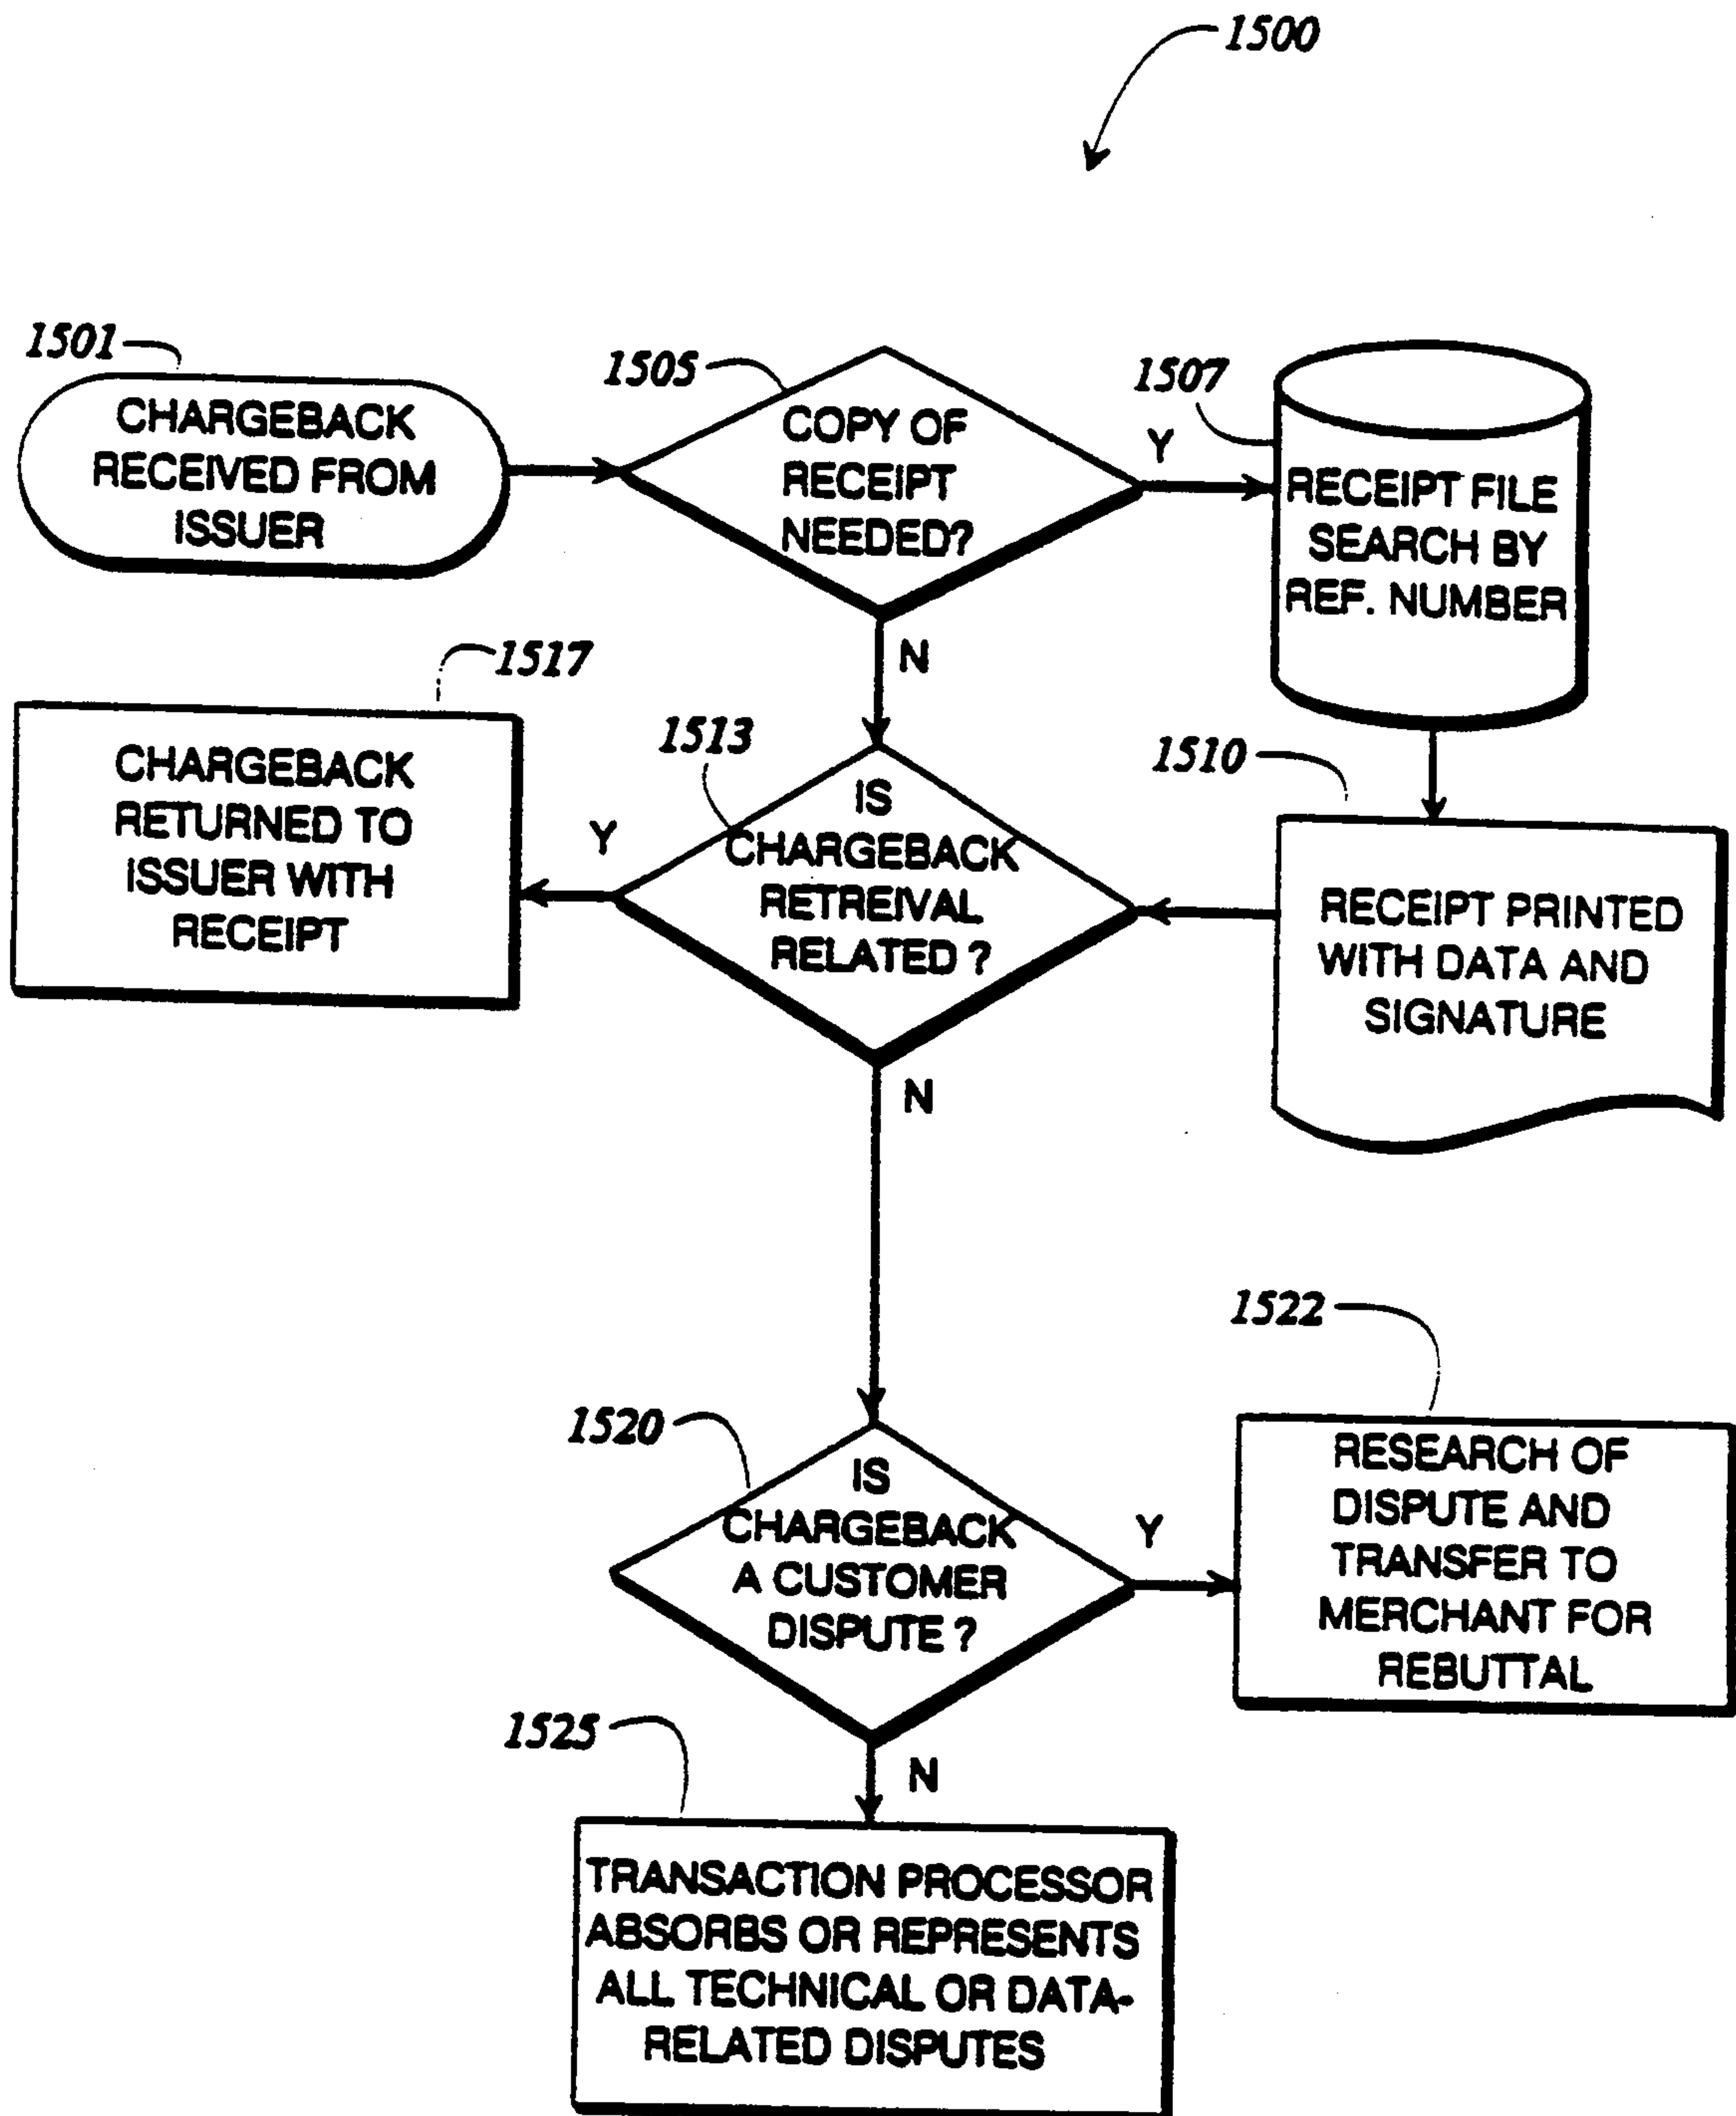 1500
1501
CHARGEBACK
RECEIVED FROM
ISSUER
1505
COPY OF
RECEIPT
NEEDED?
Y
N
1507
RECEIPT FILE
SEARCH BY
REF. NUMBER
1517
CHARGEBACK
RETURNED TO
ISSUER WITH
RECEIPT
1513
IS
CHARGEBACK
RETREIVAL
RELATED ?
Y
N
1510
RECEIPT PRINTED
WITH DATA AND
SIGNATURE
1520
IS
CHARGEBACK
A CUSTOMER
DISPUTE ?
Y
N
1522
RESEARCH OF
DISPUTE AND
TRANSFER TO
MERCHANT FOR
REBUTTAL
1525
TRANSACTION PROCESSOR
ABSORBS OR REPRESENTS
ALL TECHNICAL OR DATA-
RELATED DISPUTES